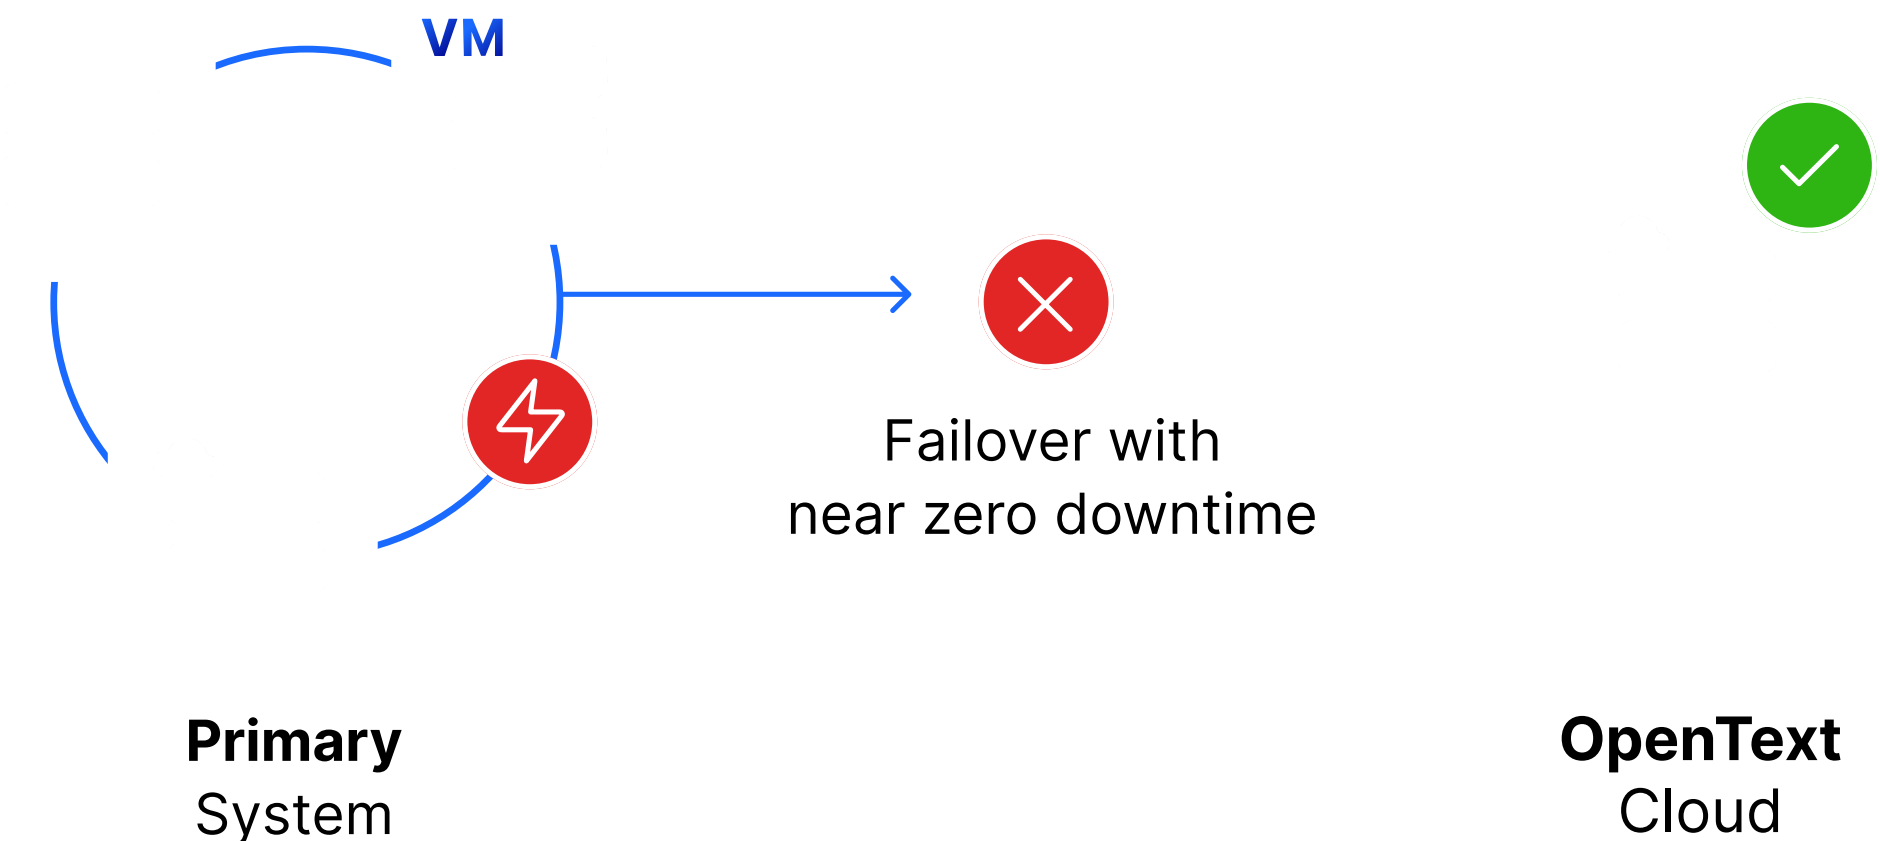 VM
Failover with
near zero downtime
Primary
System
OpenText
Cloud